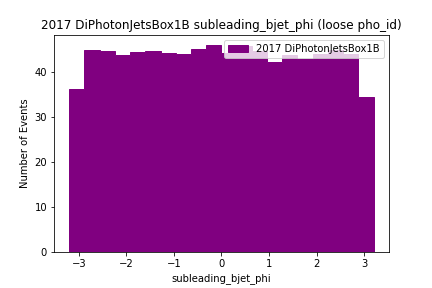 2017 DiPhotonJetsBox1B subleading_bjet_phi (loose pho_id)
2017 DiPhotonJetsBox1B
Number of Events
40
30
20
10
0
−3 −2 −1 0 1 2 3
subleading_bjet_phi